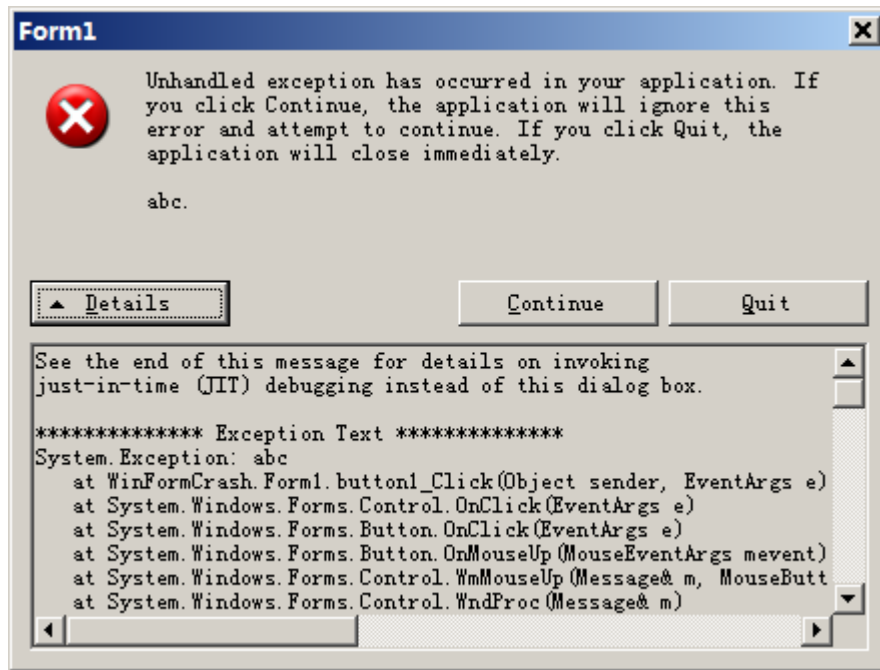 Form1
Unhandled exception has occurred in your application. If
you click Continue, the application will ignore this
error and attempt to continue. If you click Quit, the
application will close immediately.
abc.
Details
Continue
Quit
See the end of this message for details on invoking
just-in-time (JIT) debugging instead of this dialog box.
************** Exception Text **************
System.Exception: abc
at WinFormCrash.Form1.button1_Click(Object sender, EventArgs e)
at System.Windows.Forms.Control.OnClick(EventArgs e)
at System.Windows.Forms.Button.OnClick(EventArgs e)
at System.Windows.Forms.Button.OnMouseUp(MouseEventArgs mevent)
at System.Windows.Forms.Control.WmMouseUp(Message& m, MouseButt
at System.Windows.Forms.Control.WndProc(Message& m)